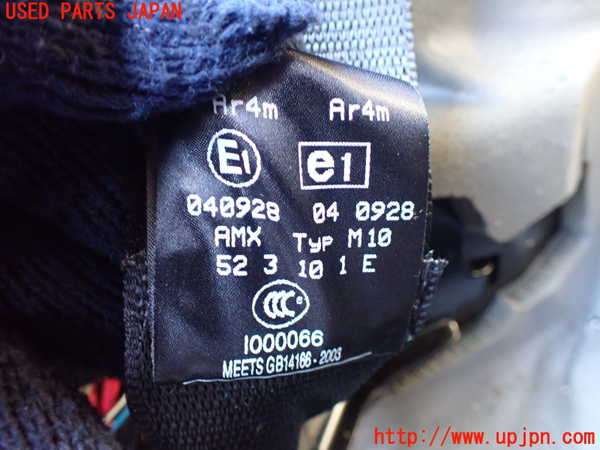 USED PARTS JAPAN
Ar4m Ar4m
E1 e1
040928 04 0928
AMX Typ M10
52 3 10 1 E
CCC
1000066
MEETS GB14166-2003
http://www.upjpn.com